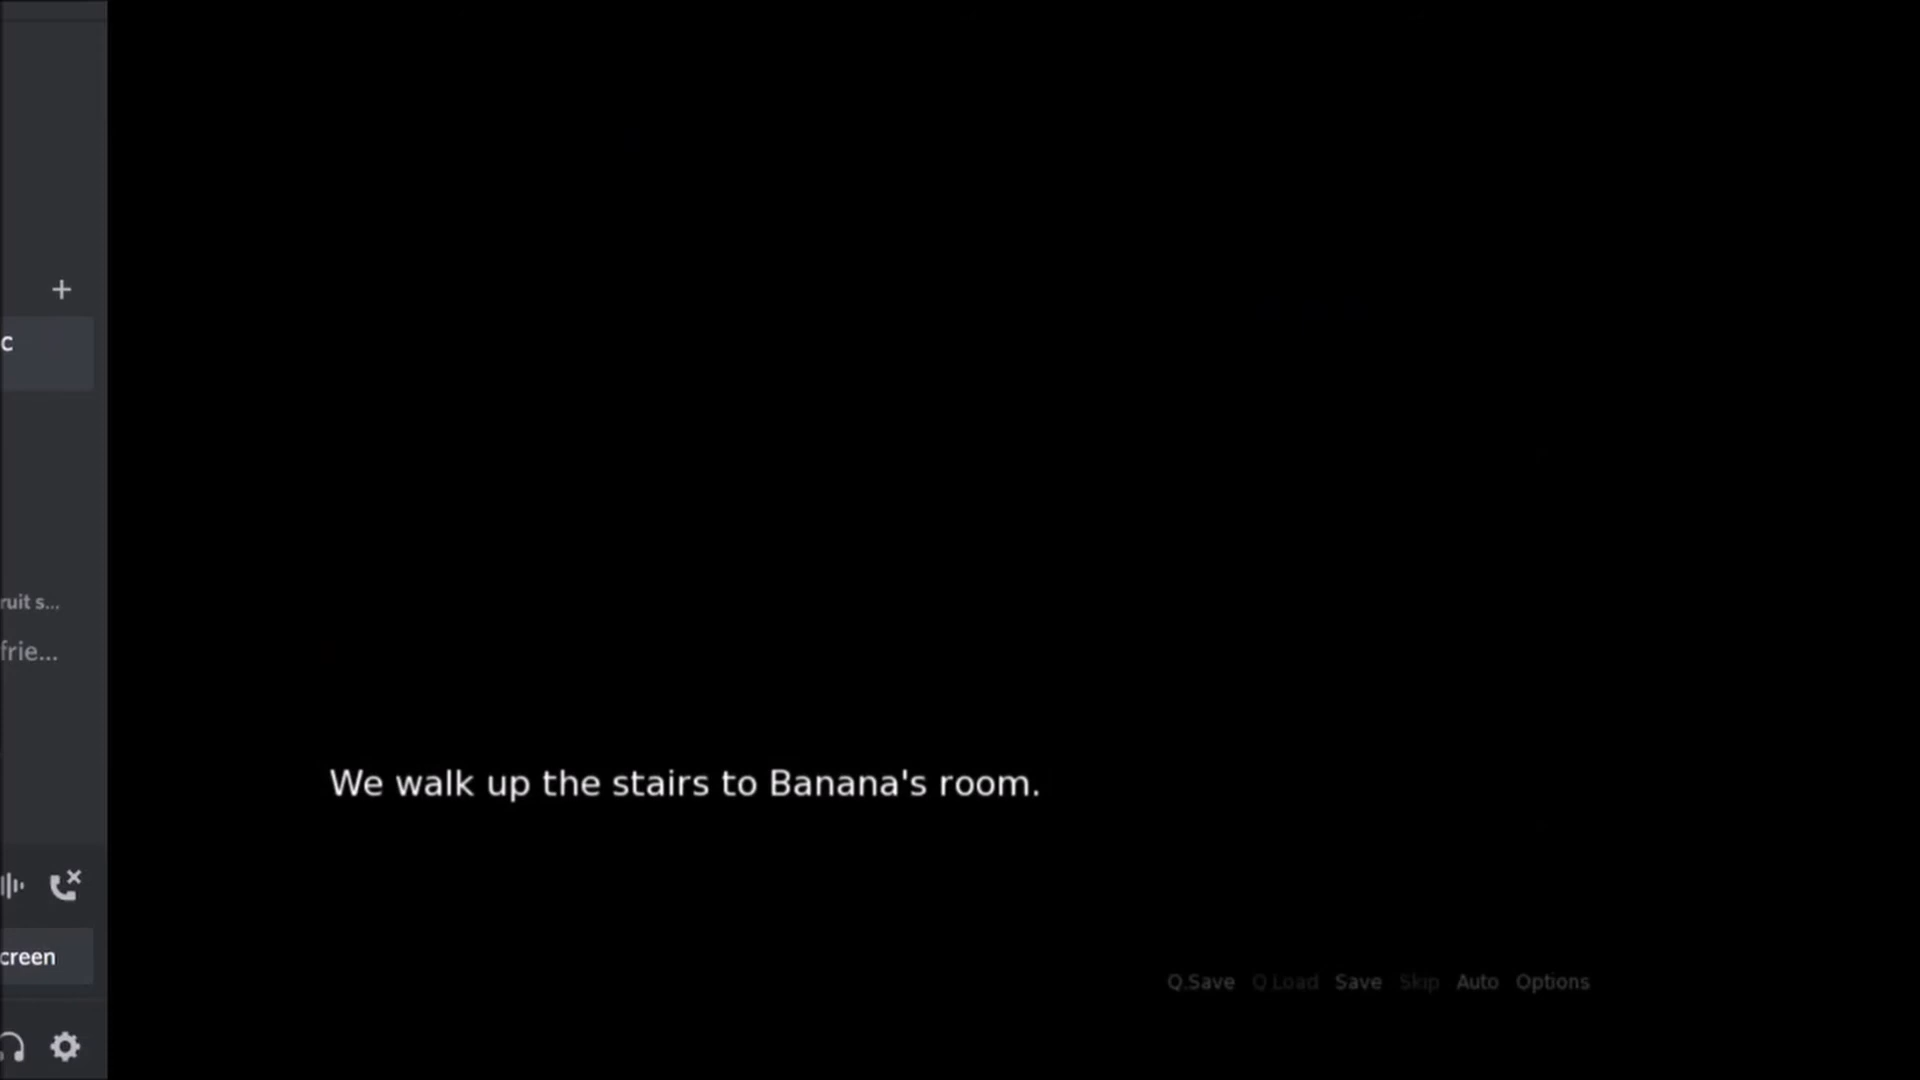 +
c
ruit s...
frie...
We walk up the stairs to Banana's room.
creen
Q.Save Q.Load Save Skip Auto Options